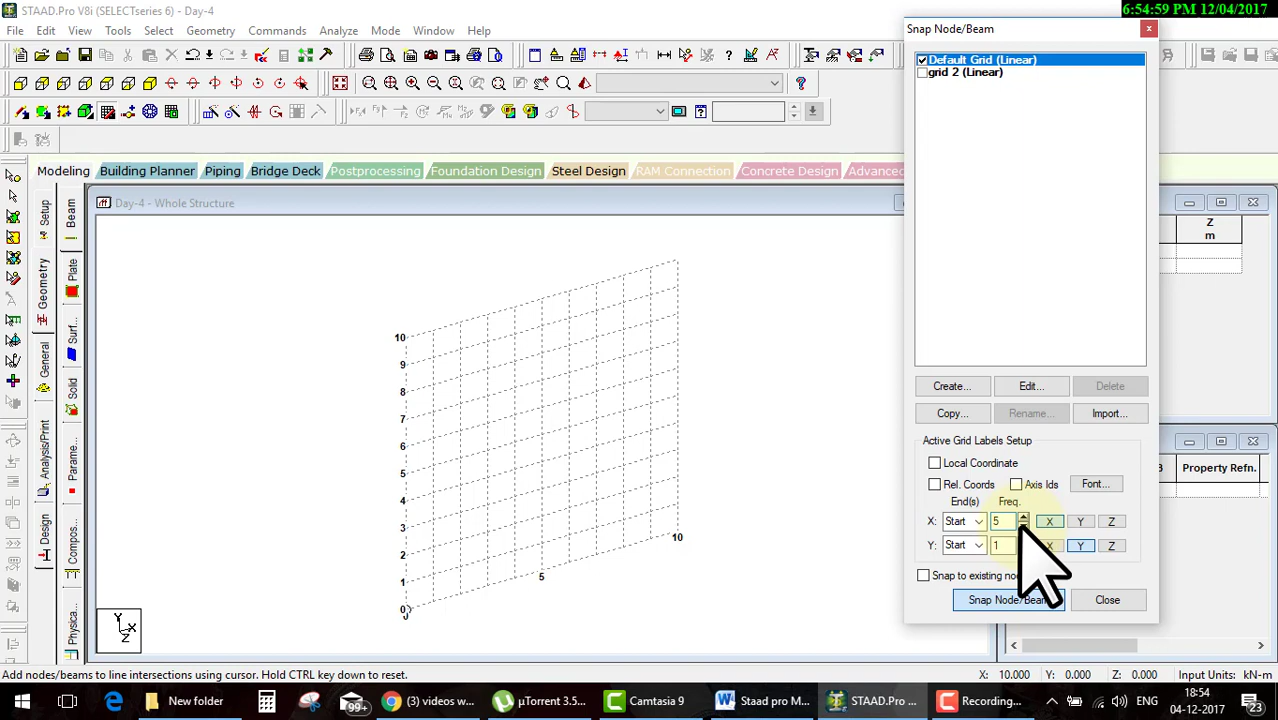 STAAD.Pro V8i (SELECTseries 6) - Day-4
6:54:59 PM 12/04/2017
File Edit View Tools Select Geometry Commands Analyze Mode Window Help
Snap Node/Beam
Default Grid (Linear)
grid 2 (Linear)
Modeling Building Planner Piping Bridge Deck Postprocessing Foundation Design Steel Design RAM Connection Concrete Design Advanced
Day-4 - Whole Structure
Setup
Geometry
General
Analysis/Print
Design
Beam
Plate
Surf...
Solid
Parame...
Composi...
Physica...
Z
m
10
9
8
7
6
5
4
3
2
1
0
0
5
10
Y
X
Z
Create... Edit... Delete
Copy... Rename... Import...
Active Grid Labels Setup
Local Coordinate
Rel. Coords Axis Ids Font...
End(s) Freq.
X: Start 5 X Y Z
Y: Start 1 X Y Z
Snap to existing no
Snap Node/Beam Close
B Property Refn.
Add nodes/beams to line intersections using cursor. Hold CTRL key down to reset.
X: 10.000 Y: 0.000 Z: 0.000 Input Units: kN-m
New folder
99+
(3) videos w...
µTorrent 3.5...
Camtasia 9
Staad pro M...
STAAD.Pro ...
Recording...
ENG
18:54
04-12-2017
23